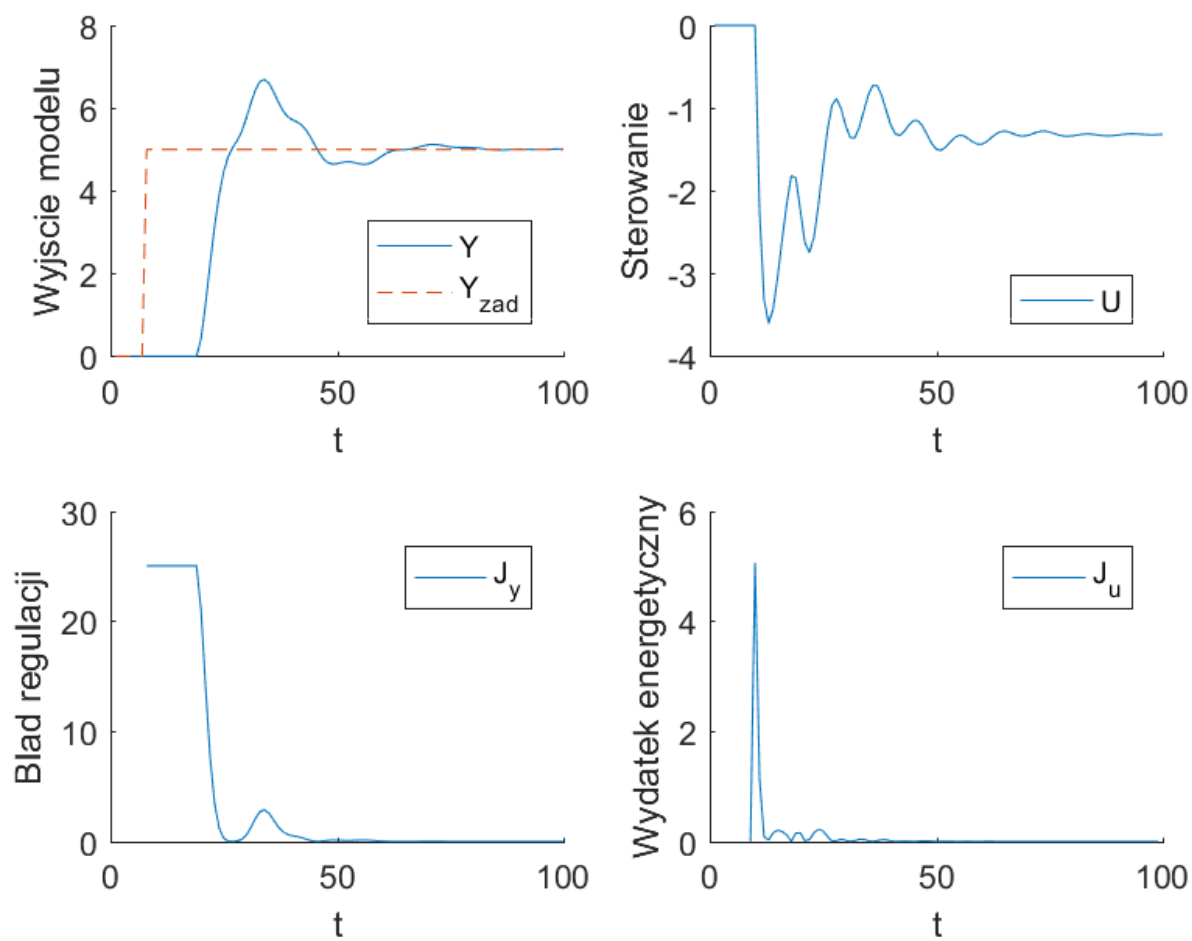 8
6
4
2
0
Wyjscie modelu
Y
Y_zad
0
50
100
t
0
-1
-2
-3
-4
Sterowanie
U
0
50
100
t
30
20
10
0
Blad regulacji
J_y
0
50
100
t
6
4
2
0
Wydatek energetyczny
J_u
0
50
100
t